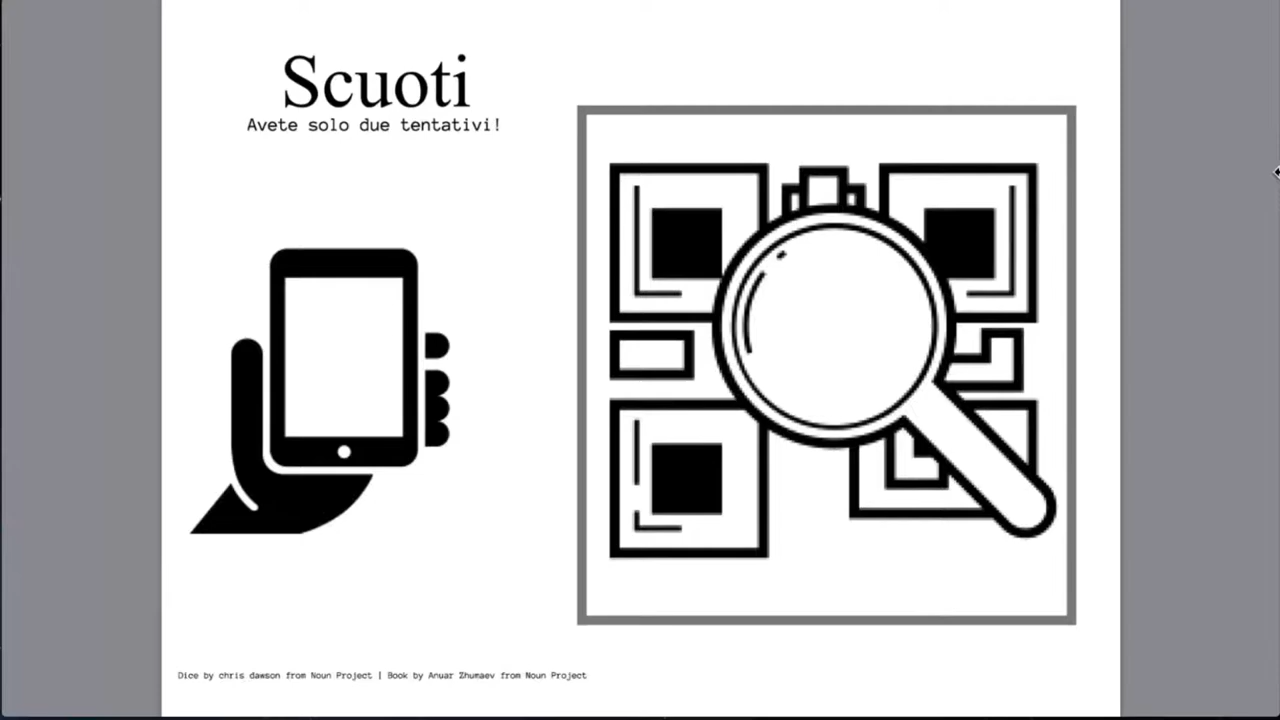 Scuoti
Avete solo due tentativi!
Dice by chris dawson from Noun Project | Book by Anuar Zhumaev from Noun Project